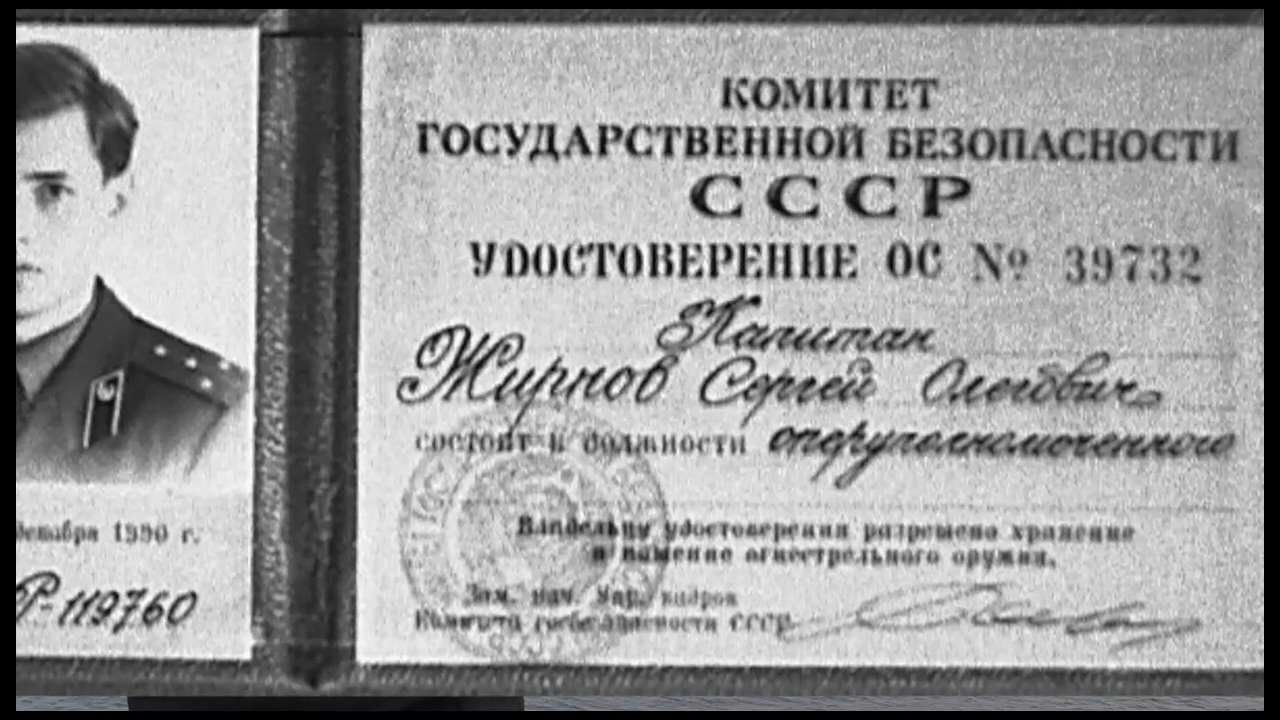 КОМИТЕТ
ГОСУДАРСТВЕННОЙ БЕЗОПАСНОСТИ
СССР
УДОСТОВЕРЕНИЕ ОС № 39732
Капитан
Жирнов Сергей Олегович
состоит в должности оперуполномоченного
Владельцу удостоверения разрешено хранение
и ношение огнестрельного оружия.
Зам. нач. Упр. кадров
Комитета госбезопасности СССР
1990 г.
Р-119760